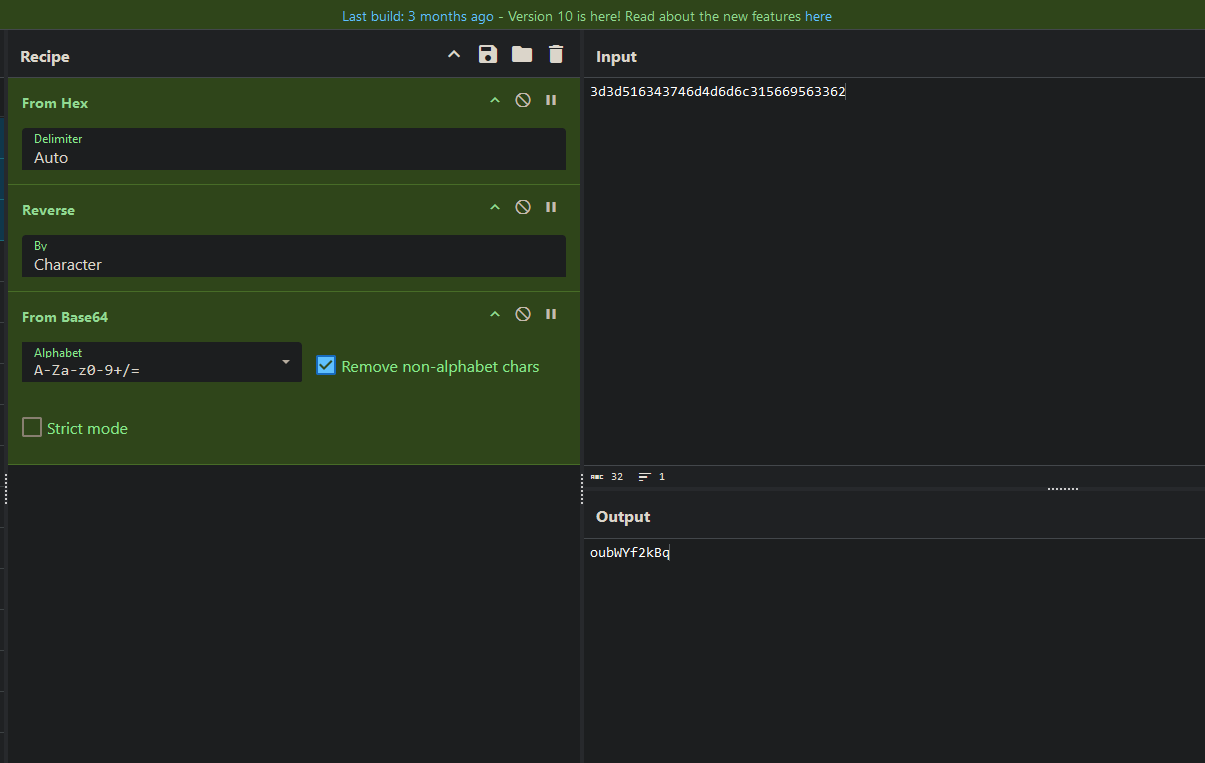 Last build: 3 months ago - Version 10 is here! Read about the new features here
Recipe
From Hex
Delimiter
Auto
Reverse
By
Character
From Base64
Alphabet
A-Za-z0-9+/=
Remove non-alphabet chars
Strict mode
Input
3d3d516343746d4d6d6c315669563362
ABC 32 1
Output
oubWYf2kBq